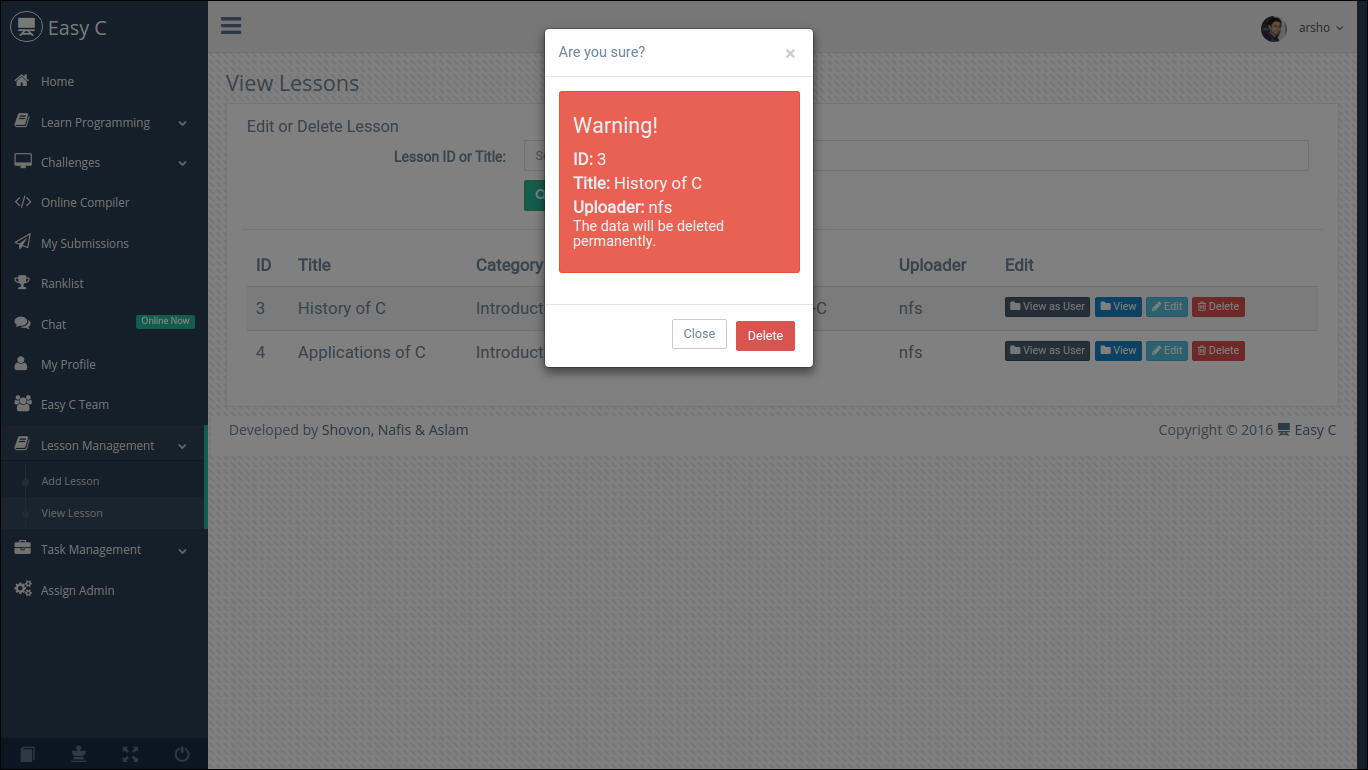 Easy C
arsho
Home
Learn Programming
Challenges
Online Compiler
My Submissions
Ranklist
Chat Online Now
My Profile
Easy C Team
Lesson Management
Add Lesson
View Lesson
Task Management
Assign Admin
View Lessons
Edit or Delete Lesson
Lesson ID or Title:
Are you sure? ×
Warning!
ID: 3
Title: History of C
Uploader: nfs
The data will be deleted
permanently.
Close Delete
ID Title Category Uploader Edit
3 History of C nfs View as User View Edit Delete
4 Applications of C nfs View as User View Edit Delete
Developed by Shovon, Nafis & Aslam
Copyright © 2016 Easy C